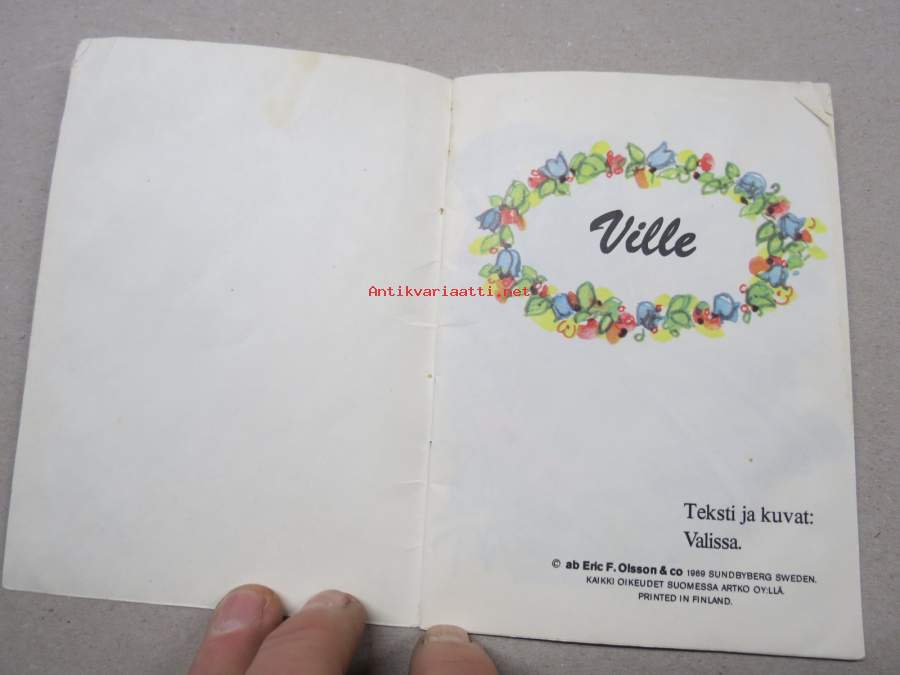 Ville
Antikvariaatti.net
Teksti ja kuvat:
Valissa.
© ab Eric F. Olsson & co 1969 SUNDBYBERG SWEDEN.
KAIKKI OIKEUDET SUOMESSA ARTKO OY:LLÄ.
PRINTED IN FINLAND.